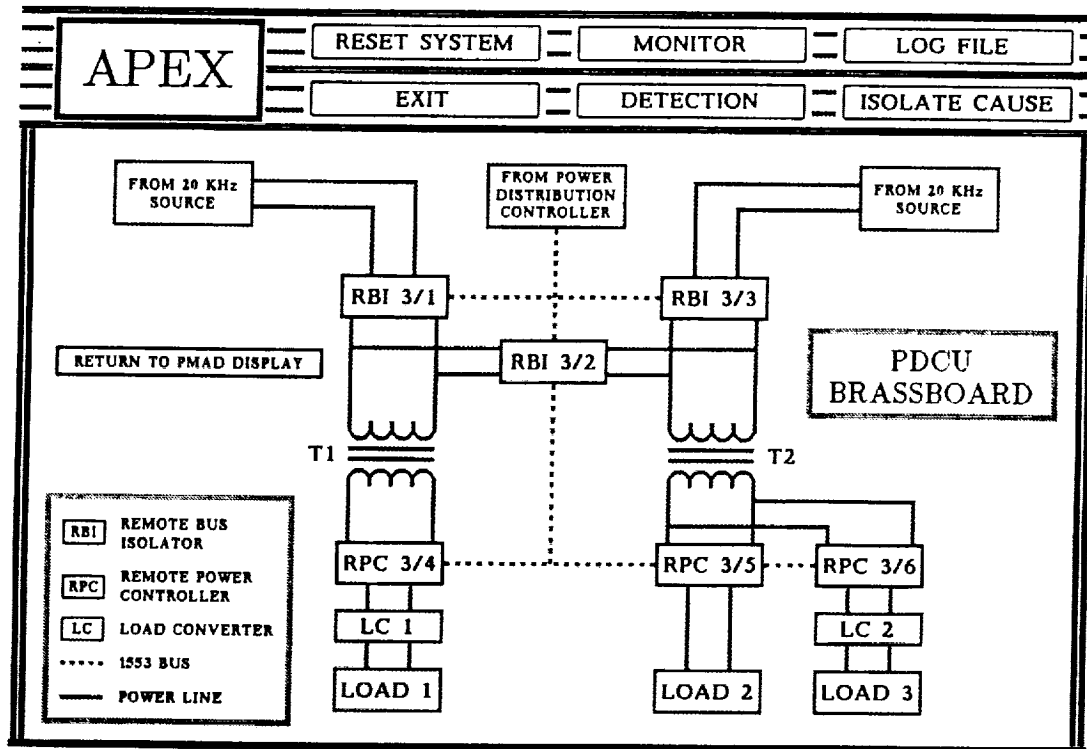 APEX
RESET SYSTEM
MONITOR
LOG FILE
EXIT
DETECTION
ISOLATE CAUSE
FROM 20 KHz
SOURCE
FROM POWER
DISTRIBUTION
CONTROLLER
FROM 20 KHz
SOURCE
RBI 3/1
RBI 3/3
RETURN TO PMAD DISPLAY
RBI 3/2
PDCU
BRASSBOARD
T1
T2
RBI
REMOTE BUS
ISOLATOR
RPC
REMOTE POWER
CONTROLLER
LC
LOAD CONVERTER
1553 BUS
POWER LINE
RPC 3/4
RPC 3/5
RPC 3/6
LC 1
LC 2
LOAD 1
LOAD 2
LOAD 3